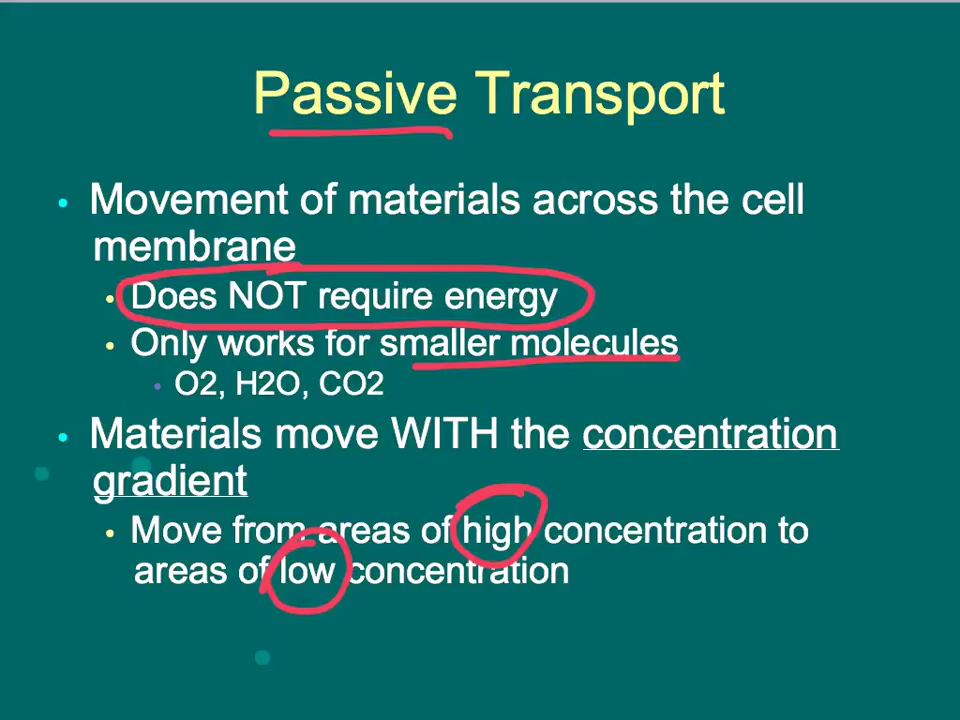 Passive Transport
• Movement of materials across the cell
membrane
• Does NOT require energy
• Only works for smaller molecules
• O2, H2O, CO2
• Materials move WITH the concentration
gradient
• Move from areas of high concentration to
areas of low concentration